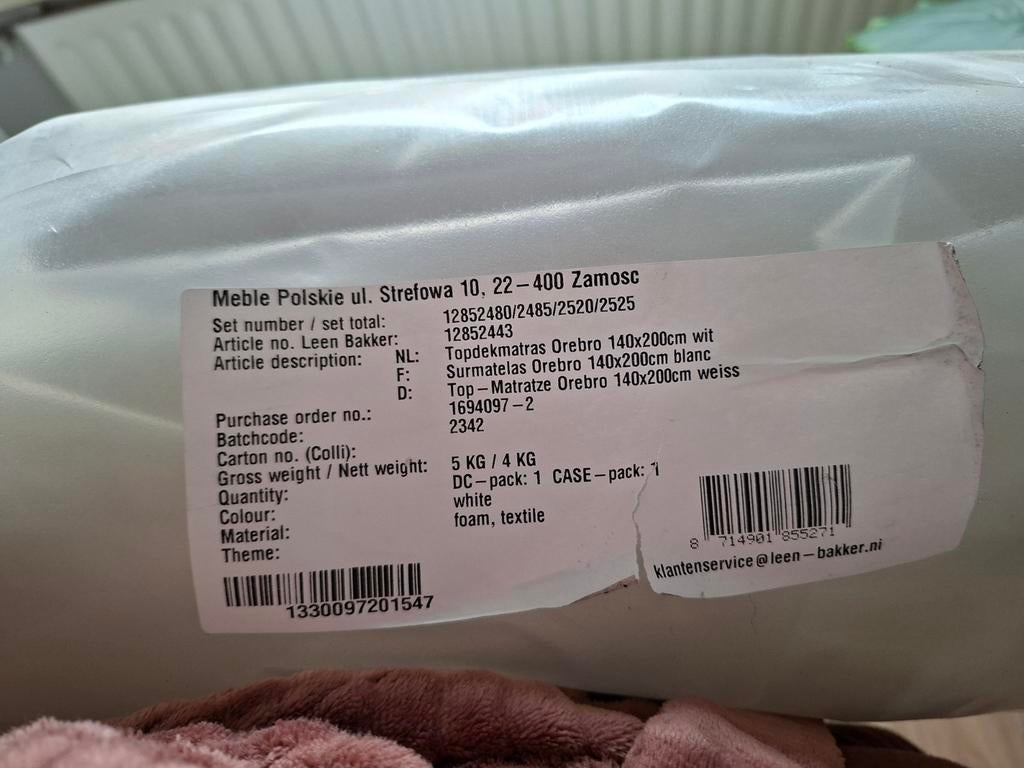 Meble Polskie ul. Strefowa 10, 22-400 Zamosc
Set number / set total: 12852480/2485/2520/2525
Article no. Leen Bakker: 12852443
Article description: NL: Topdekmatras Orebro 140x200cm wit
F: Surmatelas Orebro 140x200cm blanc
D: Top-Matratze Orebro 140x200cm weiss
Purchase order no.: 1694097-2
Batchcode: 2342
Carton no. (Colli):
Gross weight / Nett weight: 5 KG / 4 KG
Quantity: DC-pack: 1 CASE-pack: 1
Colour: white
Material: foam, textile
Theme:
1330097201547
8 714901 855271
klantenservice@leen-bakker.nl